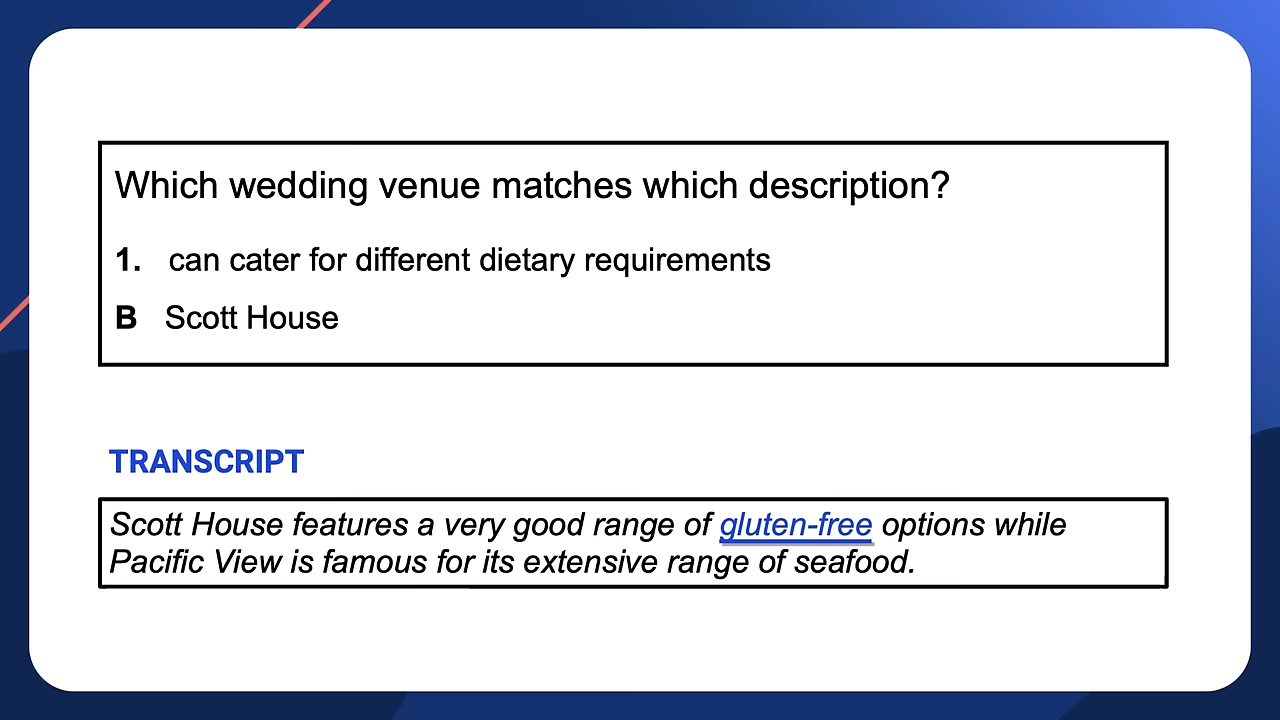 Which wedding venue matches which description?
1. can cater for different dietary requirements
B Scott House
TRANSCRIPT
Scott House features a very good range of gluten-free options while
Pacific View is famous for its extensive range of seafood.